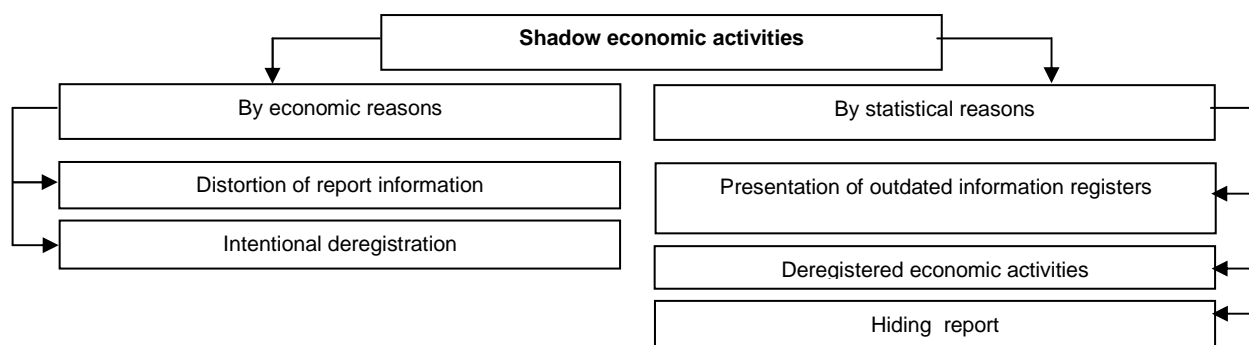 Shadow economic activities
By economic reasons
By statistical reasons
Distortion of report information
Presentation of outdated information registers
Intentional deregistration
Deregistered economic activities
Hiding report